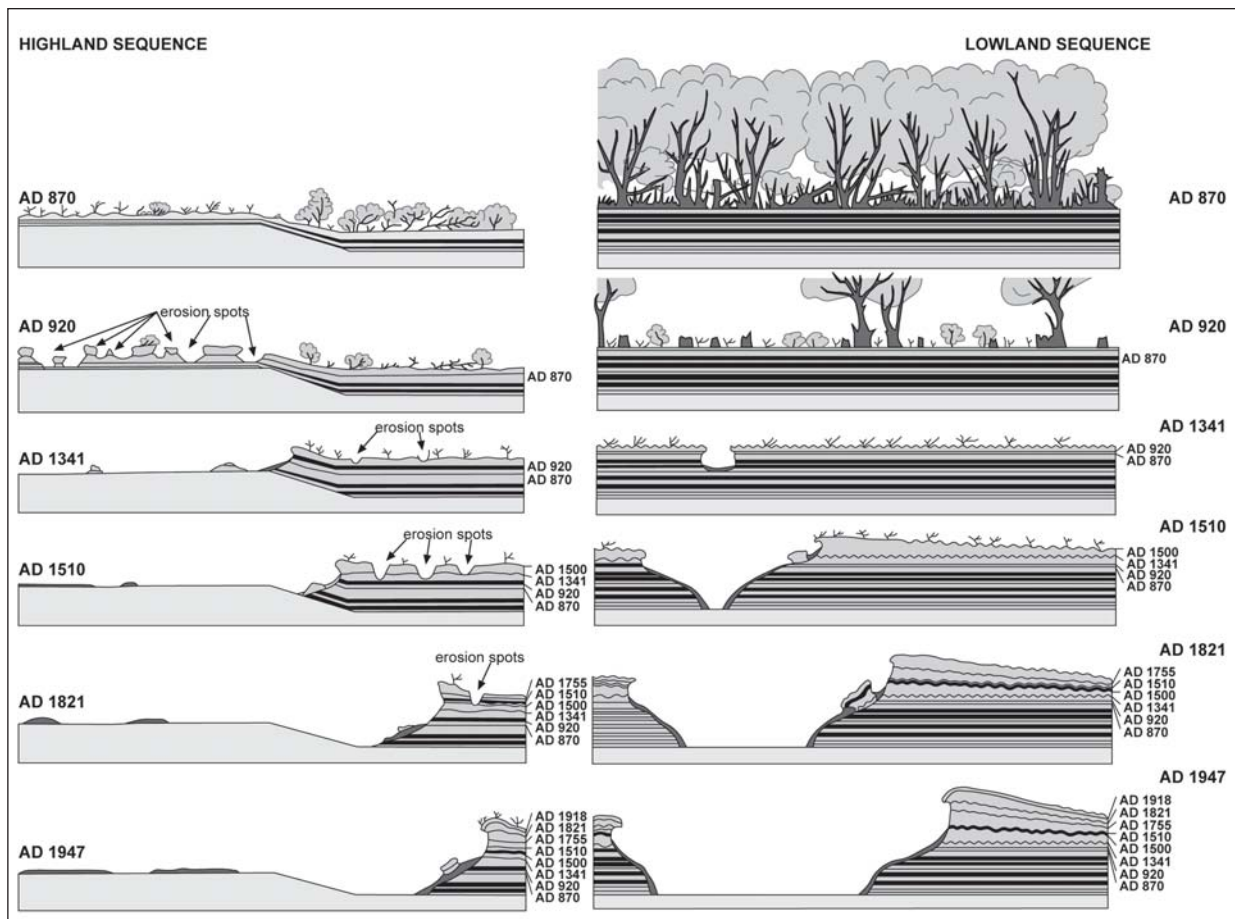 HIGHLAND SEQUENCE
AD 870
AD 920
erosion spots
AD 870
AD 1341
erosion spots
AD 920
AD 870
AD 1510
erosion spots
AD 1500
AD 1341
AD 920
AD 870
AD 1821
erosion spots
AD 1755
AD 1510
AD 1500
AD 1341
AD 920
AD 870
AD 1947
AD 1918
AD 1821
AD 1755
AD 1510
AD 1500
AD 1341
AD 920
AD 870
LOWLAND SEQUENCE
AD 870
AD 920
AD 870
AD 1341
AD 920
AD 870
AD 1510
AD 1500
AD 1341
AD 920
AD 870
AD 1821
AD 1755
AD 1510
AD 1500
AD 1341
AD 920
AD 870
AD 1947
AD 1918
AD 1821
AD 1755
AD 1510
AD 1500
AD 1341
AD 920
AD 870